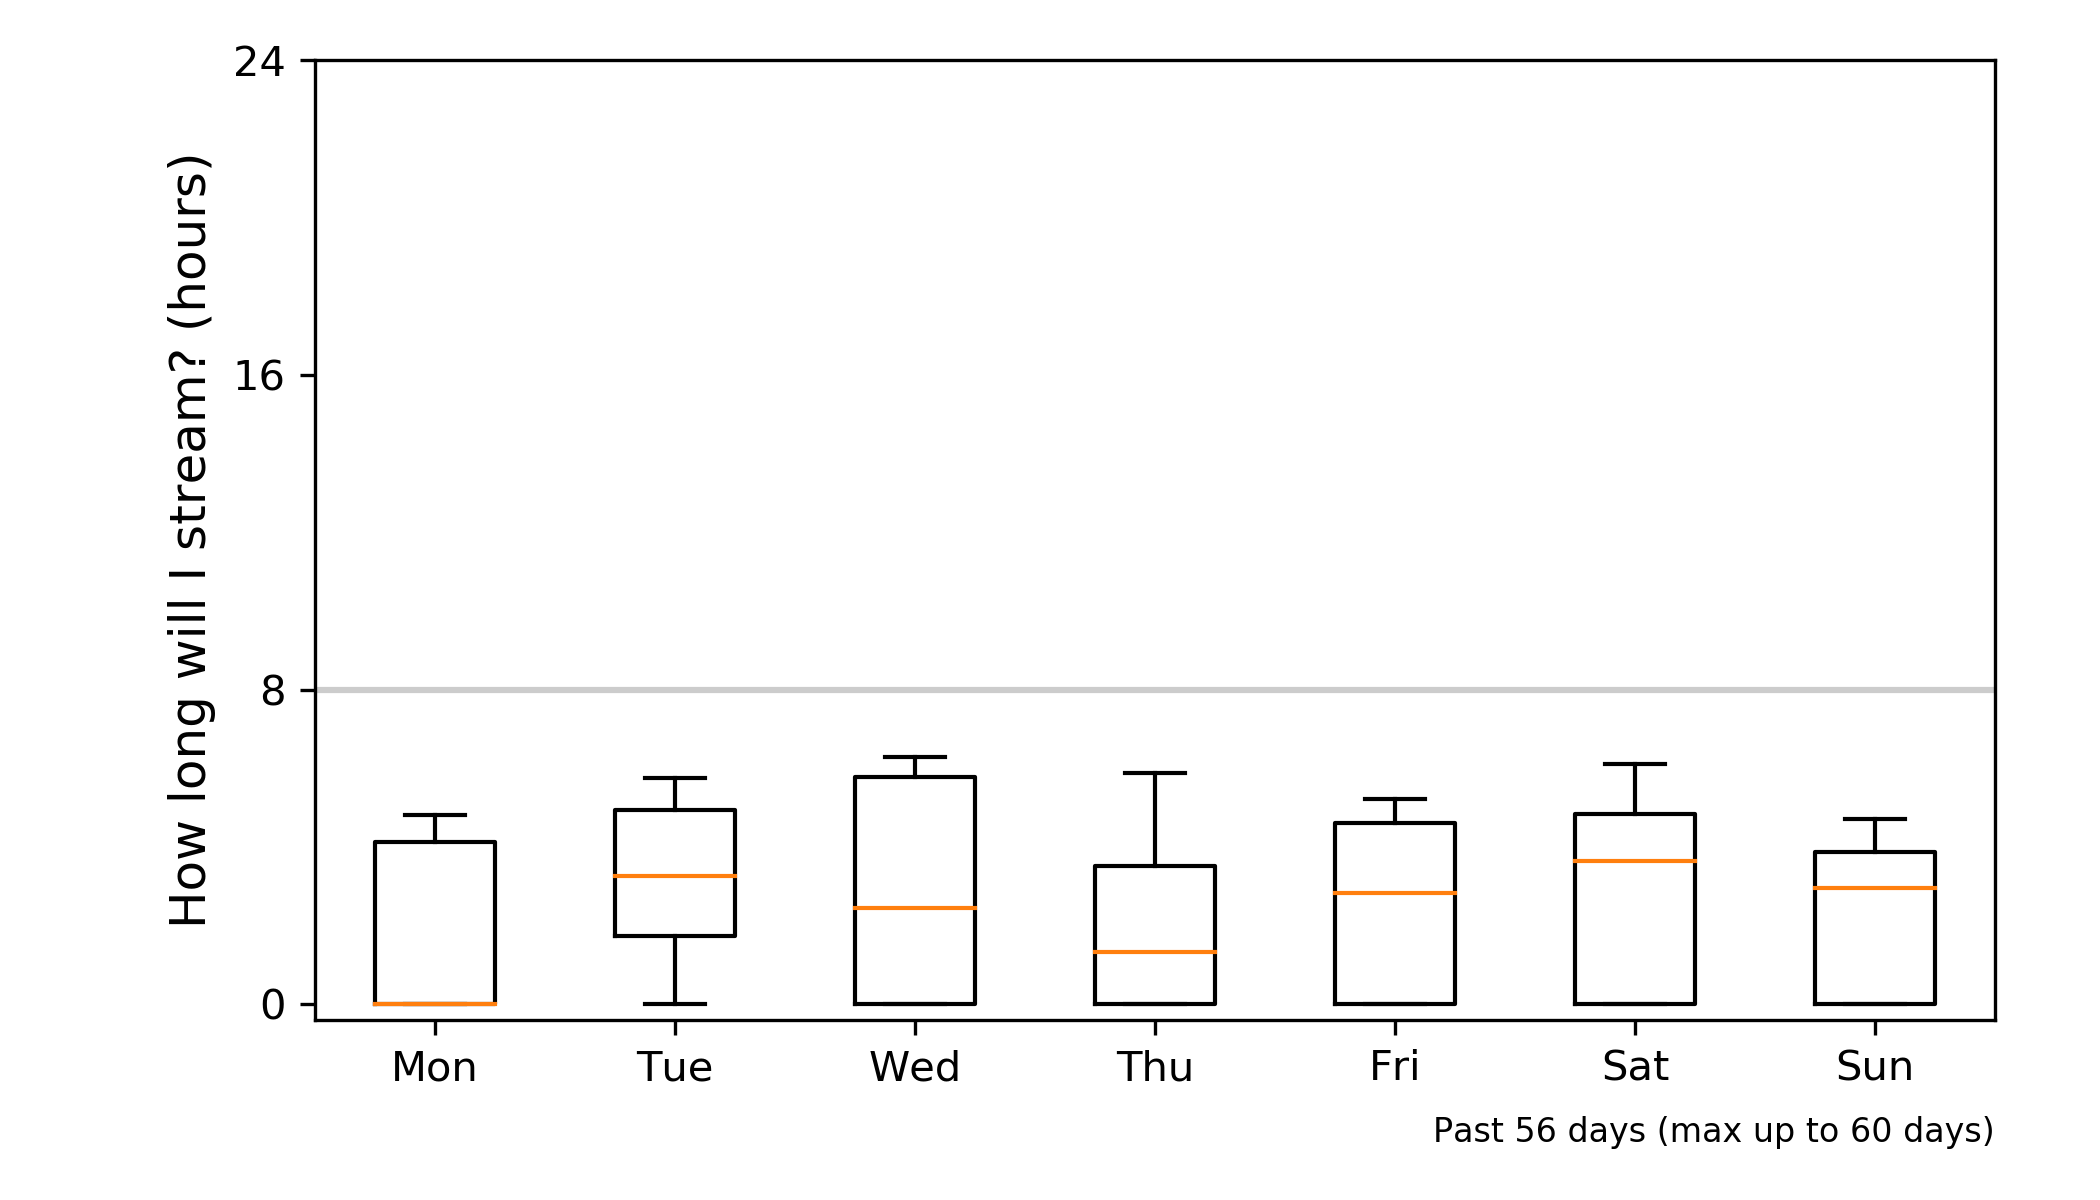 How long will I stream? (hours)
24
16
8
0
Mon Tue Wed Thu Fri Sat Sun
Past 56 days (max up to 60 days)